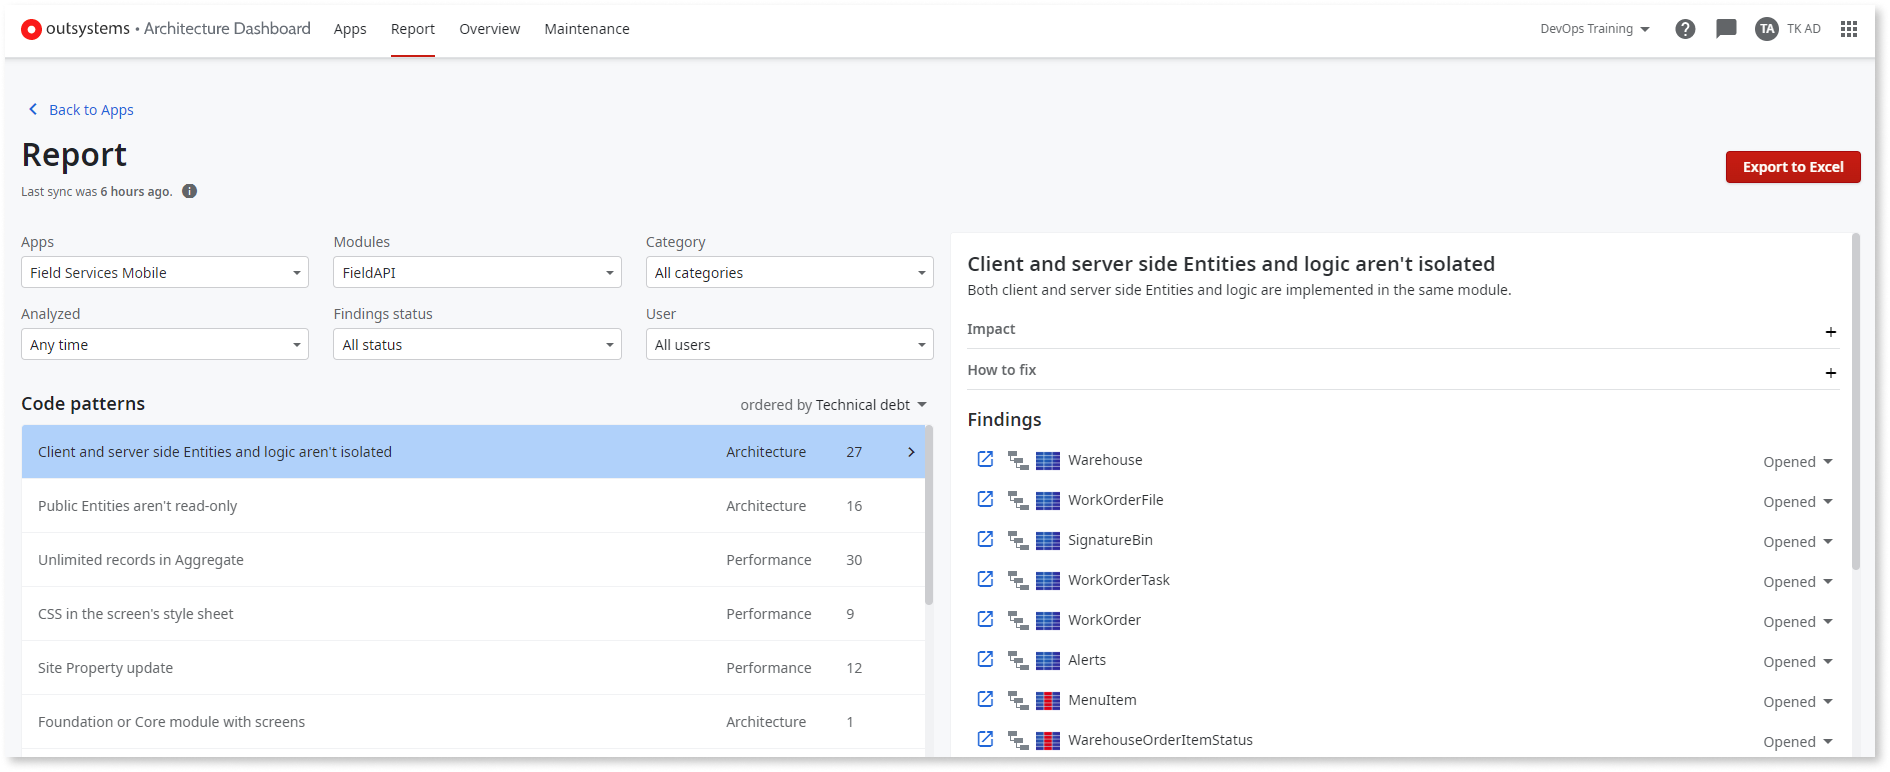 outsystems • Architecture Dashboard Apps Report Overview Maintenance DevOps Training ? TA TK AD
Back to Apps
Report
Export to Excel
Last sync was 6 hours ago. i
Apps Modules Category
Field Services Mobile FieldAPI All categories
Analyzed Findings status User
Any time All status All users
Code patterns ordered by Technical debt
Client and server side Entities and logic aren't isolated Architecture 27
Public Entities aren't read-only Architecture 16
Unlimited records in Aggregate Performance 30
CSS in the screen's style sheet Performance 9
Site Property update Performance 12
Foundation or Core module with screens Architecture 1
Client and server side Entities and logic aren't isolated
Both client and server side Entities and logic are implemented in the same module.
Impact +
How to fix +
Findings
Warehouse Opened
WorkOrderFile Opened
SignatureBin Opened
WorkOrderTask Opened
WorkOrder Opened
Alerts Opened
MenuItem Opened
WarehouseOrderItemStatus Opened